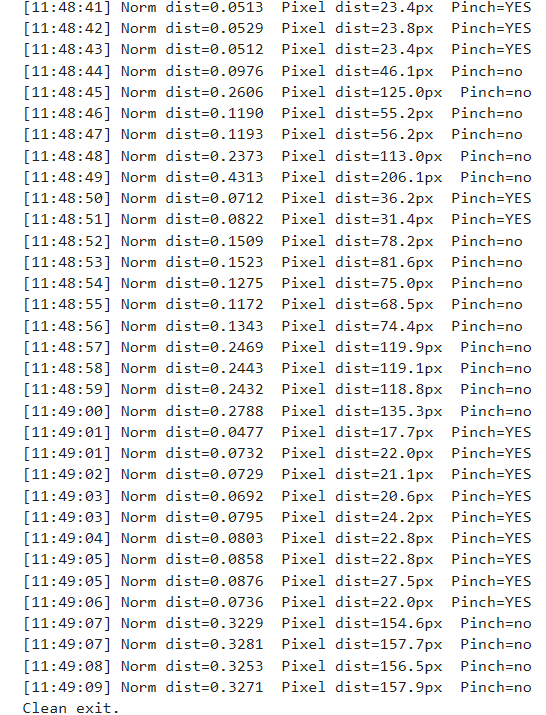 [11:48:41] Norm dist=0.0513  Pixel dist=23.4px  Pinch=YES
[11:48:42] Norm dist=0.0529  Pixel dist=23.8px  Pinch=YES
[11:48:43] Norm dist=0.0512  Pixel dist=23.4px  Pinch=YES
[11:48:44] Norm dist=0.0976  Pixel dist=46.1px  Pinch=no
[11:48:45] Norm dist=0.2606  Pixel dist=125.0px  Pinch=no
[11:48:46] Norm dist=0.1190  Pixel dist=55.2px  Pinch=no
[11:48:47] Norm dist=0.1193  Pixel dist=56.2px  Pinch=no
[11:48:48] Norm dist=0.2373  Pixel dist=113.0px  Pinch=no
[11:48:49] Norm dist=0.4313  Pixel dist=206.1px  Pinch=no
[11:48:50] Norm dist=0.0712  Pixel dist=36.2px  Pinch=YES
[11:48:51] Norm dist=0.0822  Pixel dist=31.4px  Pinch=YES
[11:48:52] Norm dist=0.1509  Pixel dist=78.2px  Pinch=no
[11:48:53] Norm dist=0.1523  Pixel dist=81.6px  Pinch=no
[11:48:54] Norm dist=0.1275  Pixel dist=75.0px  Pinch=no
[11:48:55] Norm dist=0.1172  Pixel dist=68.5px  Pinch=no
[11:48:56] Norm dist=0.1343  Pixel dist=74.4px  Pinch=no
[11:48:57] Norm dist=0.2469  Pixel dist=119.9px  Pinch=no
[11:48:58] Norm dist=0.2443  Pixel dist=119.1px  Pinch=no
[11:48:59] Norm dist=0.2432  Pixel dist=118.8px  Pinch=no
[11:49:00] Norm dist=0.2788  Pixel dist=135.3px  Pinch=no
[11:49:01] Norm dist=0.0477  Pixel dist=17.7px  Pinch=YES
[11:49:01] Norm dist=0.0732  Pixel dist=22.0px  Pinch=YES
[11:49:02] Norm dist=0.0729  Pixel dist=21.1px  Pinch=YES
[11:49:03] Norm dist=0.0692  Pixel dist=20.6px  Pinch=YES
[11:49:03] Norm dist=0.0795  Pixel dist=24.2px  Pinch=YES
[11:49:04] Norm dist=0.0803  Pixel dist=22.8px  Pinch=YES
[11:49:05] Norm dist=0.0858  Pixel dist=22.8px  Pinch=YES
[11:49:05] Norm dist=0.0876  Pixel dist=27.5px  Pinch=YES
[11:49:06] Norm dist=0.0736  Pixel dist=22.0px  Pinch=YES
[11:49:07] Norm dist=0.3229  Pixel dist=154.6px  Pinch=no
[11:49:07] Norm dist=0.3281  Pixel dist=157.7px  Pinch=no
[11:49:08] Norm dist=0.3253  Pixel dist=156.5px  Pinch=no
[11:49:09] Norm dist=0.3271  Pixel dist=157.9px  Pinch=no
Clean exit.